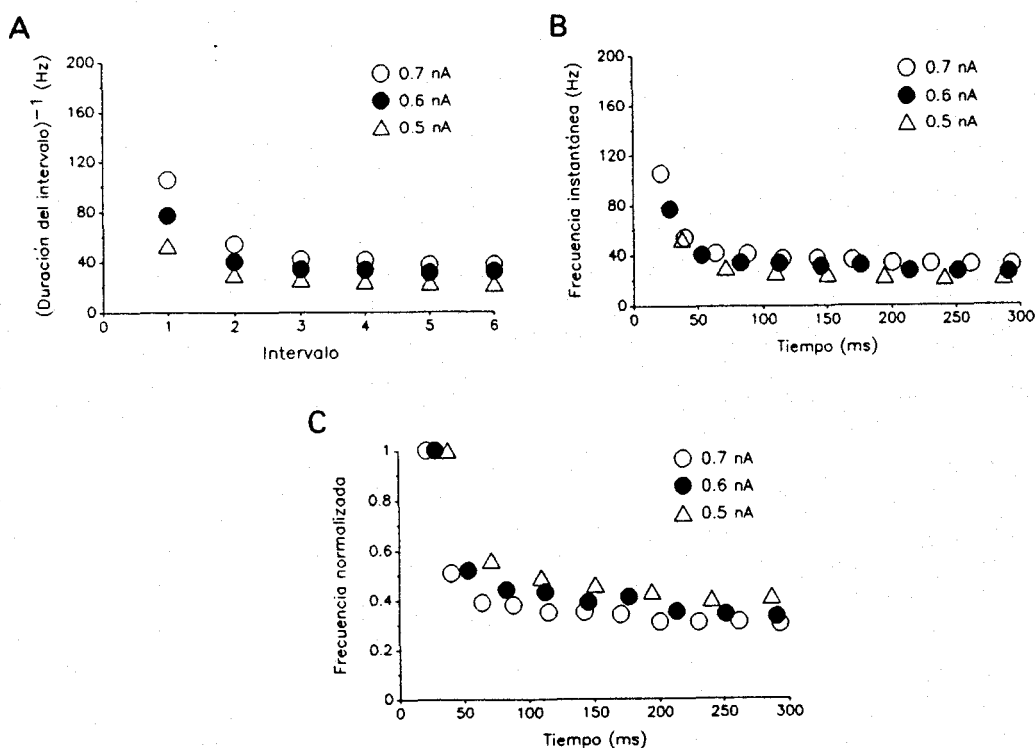 A
(Duración del intervalo)⁻¹ (Hz)
200
160
120
80
40
0
0 1 2 3 4 5 6
Intervalo
0.7 nA
0.6 nA
0.5 nA
B
Frecuencia instantánea (Hz)
200
160
120
80
40
0
0 50 100 150 200 250 300
Tiempo (ms)
0.7 nA
0.6 nA
0.5 nA
C
Frecuencia normalizada
1
0.8
0.6
0.4
0.2
0
0 50 100 150 200 250 300
Tiempo (ms)
0.7 nA
0.6 nA
0.5 nA